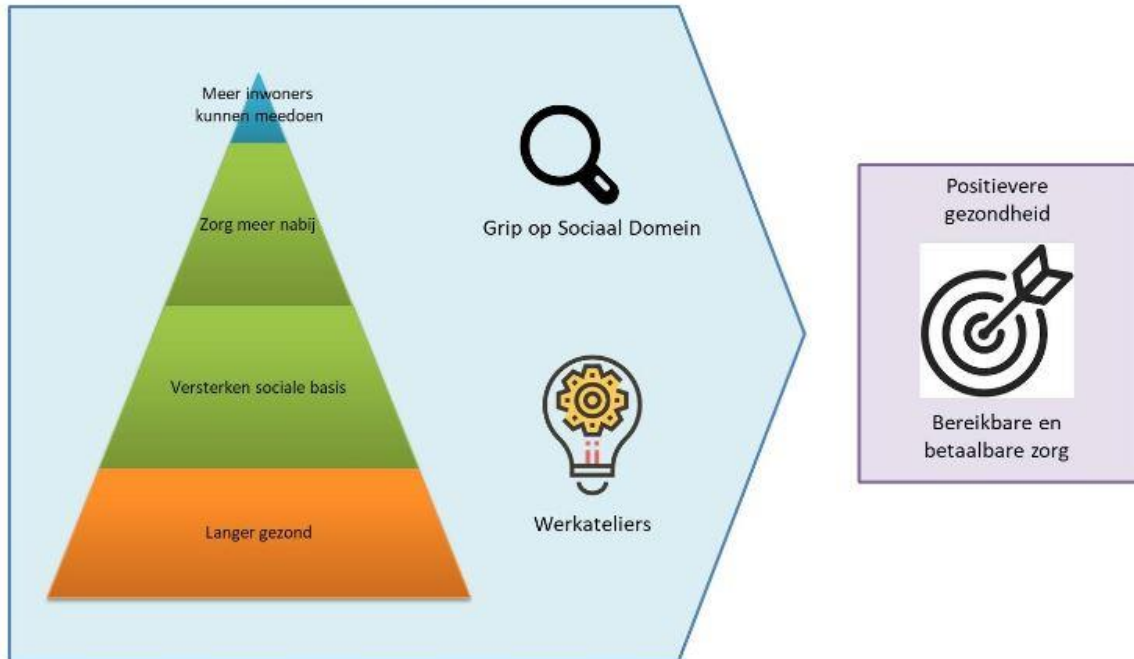 Meer inwoners
kunnen meedoen
Zorg meer nabij
Versterken sociale basis
Langer gezond
Grip op Sociaal Domein
Werkateliers
Positievere
gezondheid
Bereikbare en
betaalbare zorg